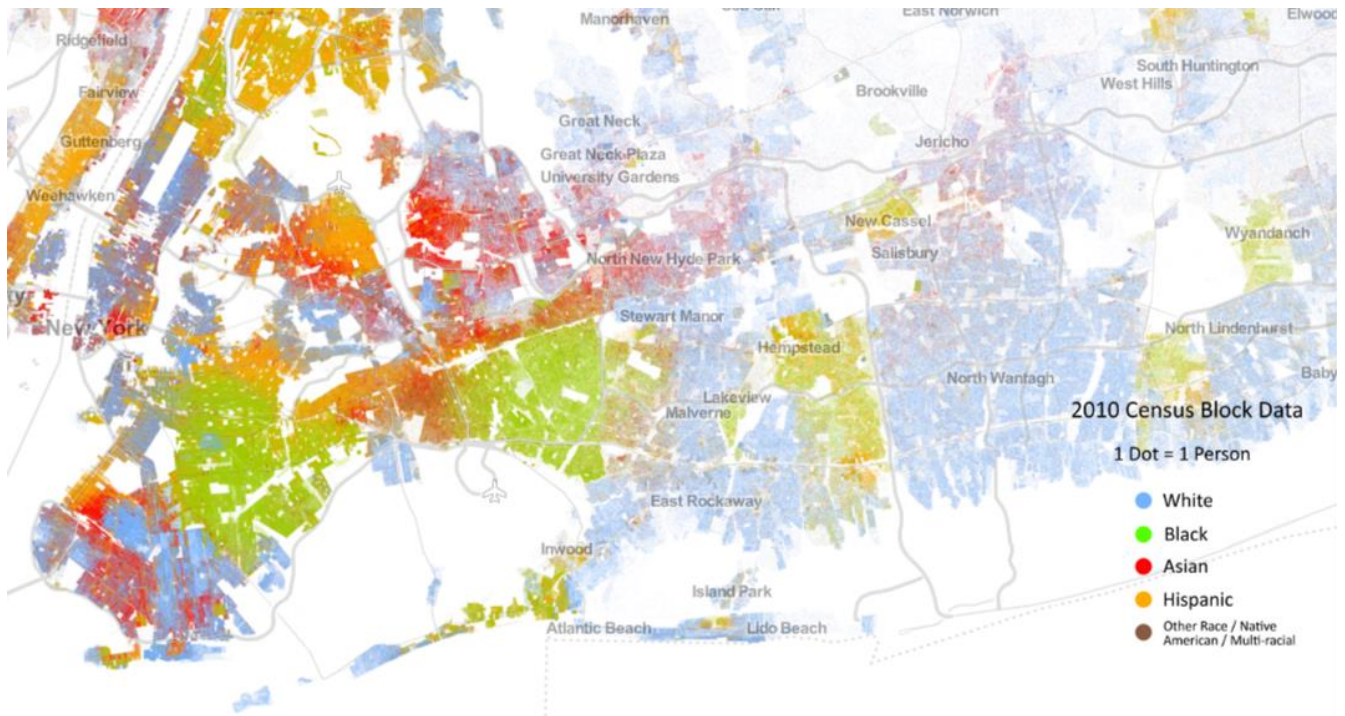 Manorhaven
East Norwich
Elwood
Ridgefield
South Huntington
West Hills
Fairview
Brookville
Great Neck
Guttenberg
Jericho
Great Neck Plaza
University Gardens
Weehawken
New Cassel
Wyandanch
Salisbury
North New Hyde Park
ty
New York
Stewart Manor
North Lindenhurst
Hempstead
North Wantagh
Baby
Lakeview
Malverne
2010 Census Block Data
1 Dot = 1 Person
East Rockaway
White
Black
Inwood
Asian
Island Park
Hispanic
Atlantic Beach
Lido Beach
Other Race / Native
American / Multi-racial